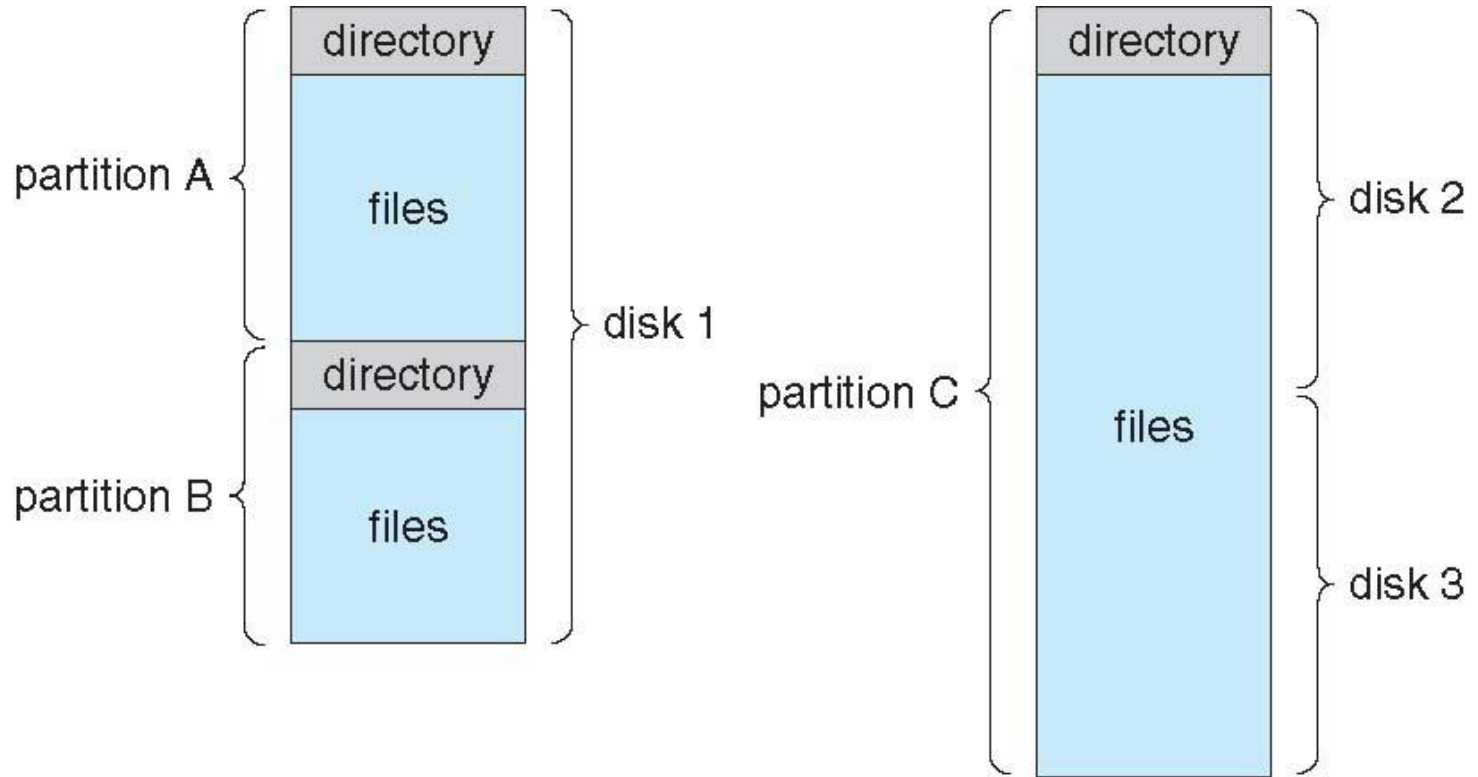 directory
partition A
files
disk 1
directory
partition B
files
directory
disk 2
partition C
files
disk 3